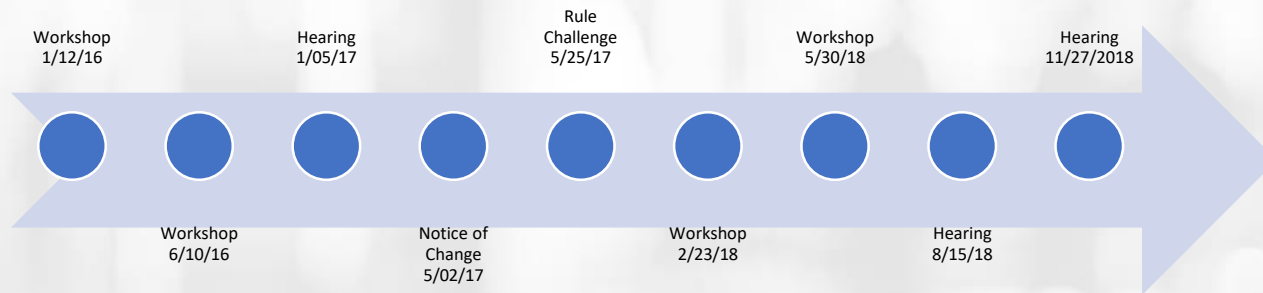 Workshop
1/12/16
Workshop
6/10/16
Hearing
1/05/17
Notice of
Change
5/02/17
Rule
Challenge
5/25/17
Workshop
2/23/18
Workshop
5/30/18
Hearing
8/15/18
Hearing
11/27/2018